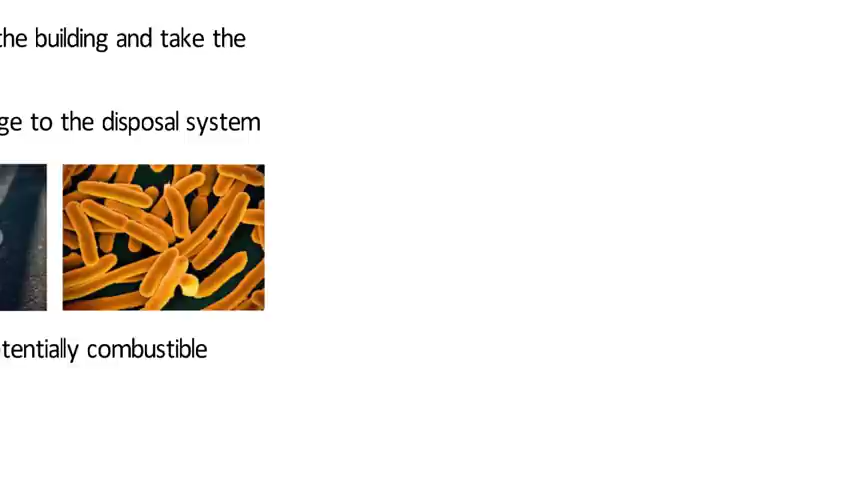 the building and take the
ge to the disposal system
tentially combustible